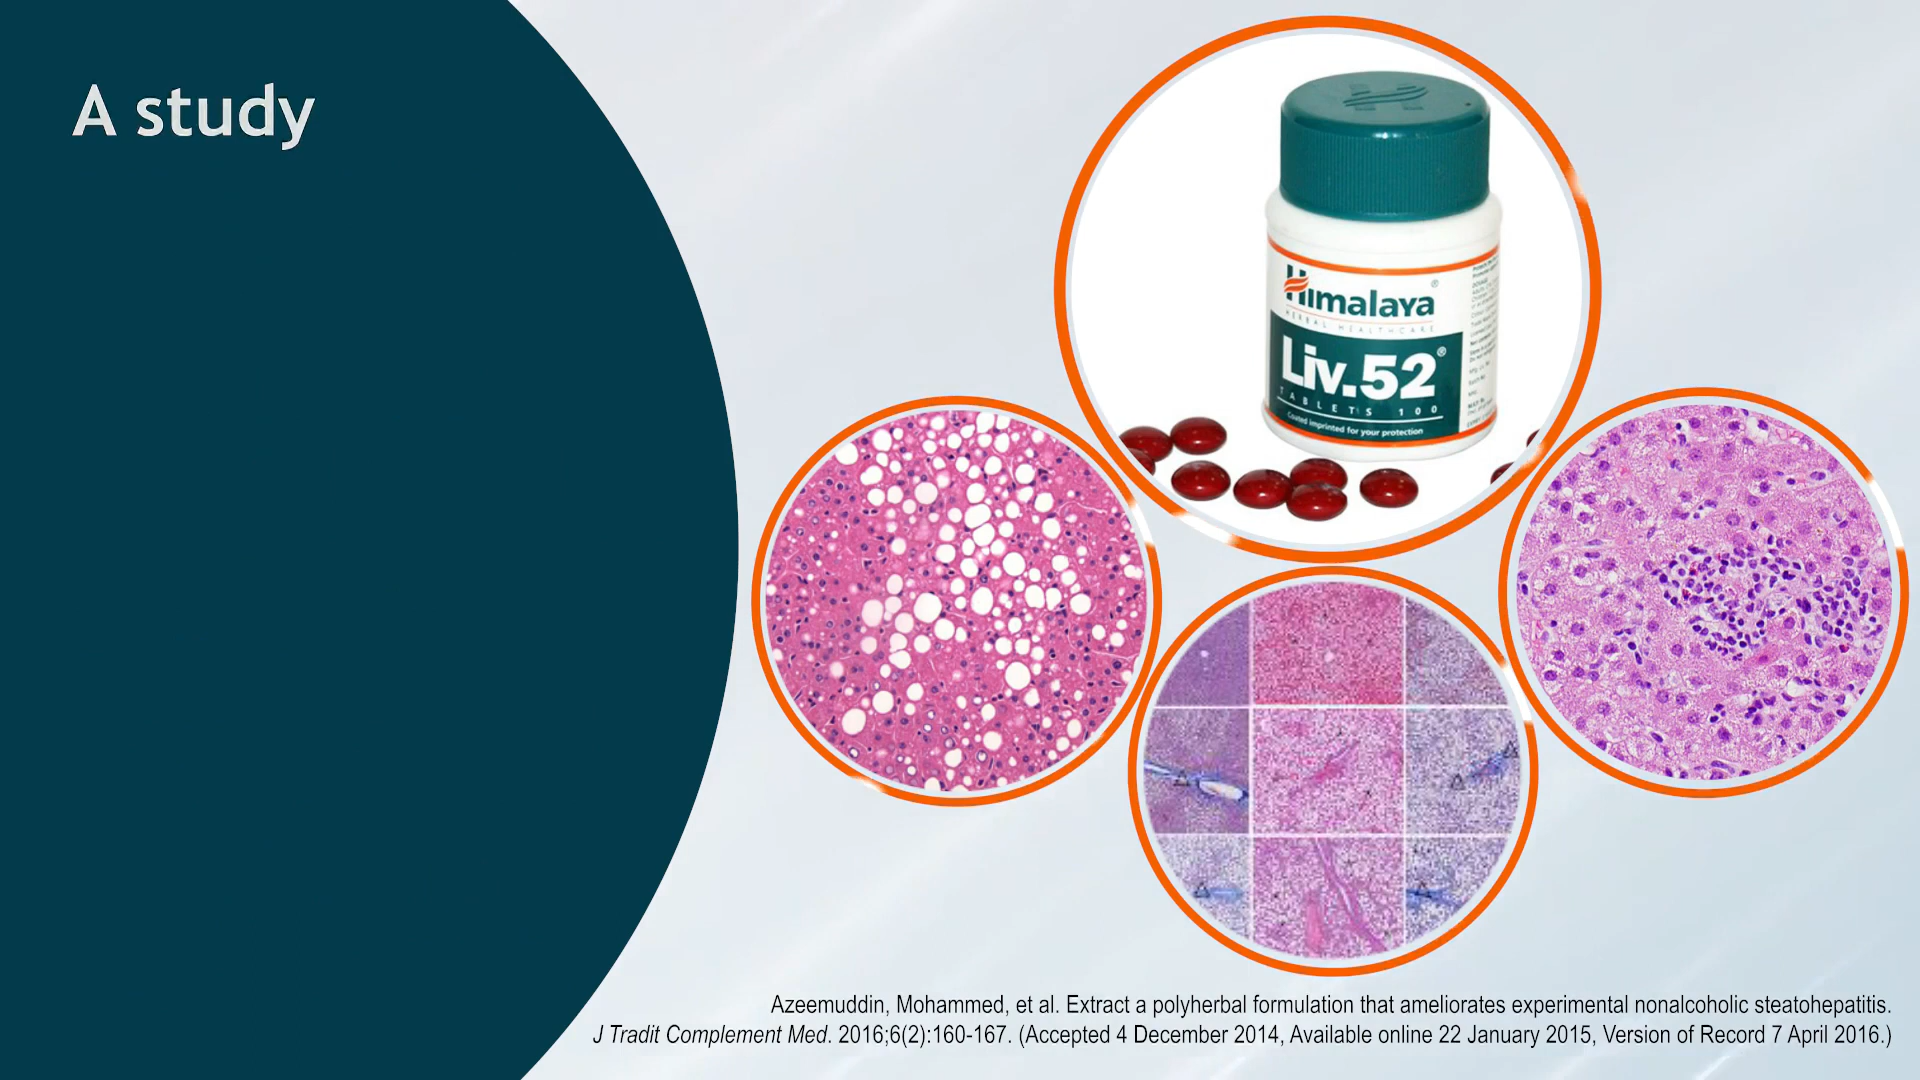 A study
Himalaya
HERBAL HEALTHCARE
Liv.52
TABLETS 100
Coated imprinted for your protection
Azeemuddin, Mohammed, et al. Extract a polyherbal formulation that ameliorates experimental nonalcoholic steatohepatitis.
J Tradit Complement Med. 2016;6(2):160-167. (Accepted 4 December 2014, Available online 22 January 2015, Version of Record 7 April 2016.)